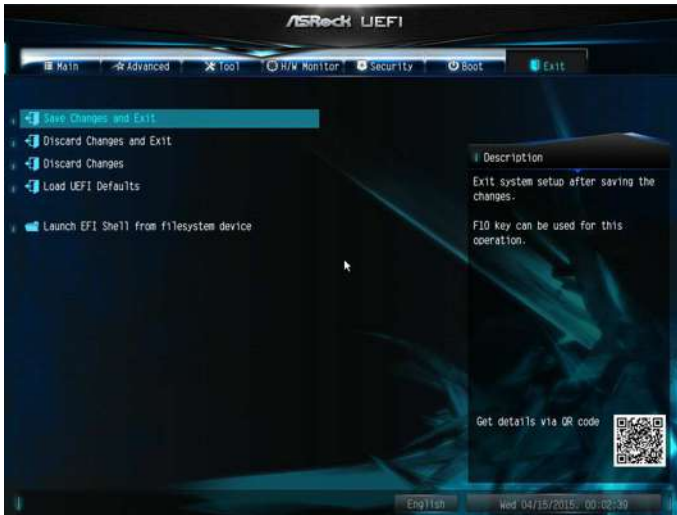 ASRock UEFI
Main Advanced Tool H/W Monitor Security Boot Exit
Save Changes and Exit
Discard Changes and Exit
Discard Changes
Load UEFI Defaults
Launch EFI Shell from filesystem device
Description
Exit system setup after saving the
changes.
F10 key can be used for this
operation.
Get details via QR code
English Wed 04/15/2015. 00:02:39